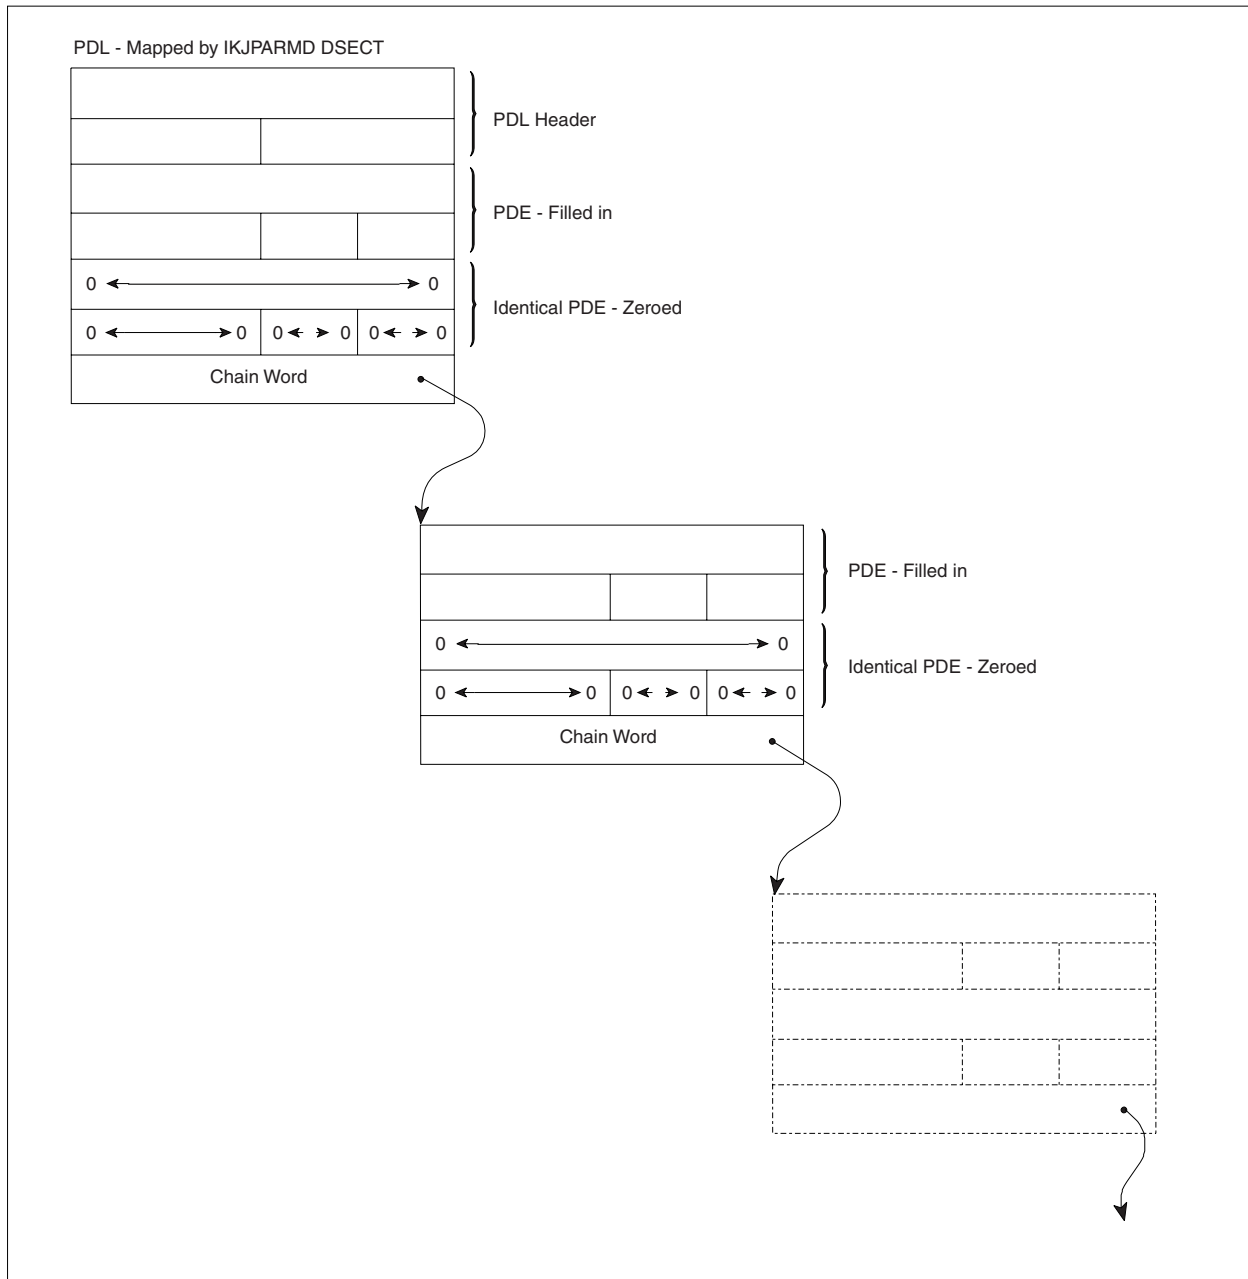 PDL - Mapped by IKJPARMD DSECT
PDL Header
PDE - Filled in
0 0
Identical PDE - Zeroed
0 0 0 0 0 0
Chain Word
PDE - Filled in
0 0
Identical PDE - Zeroed
0 0 0 0 0 0
Chain Word